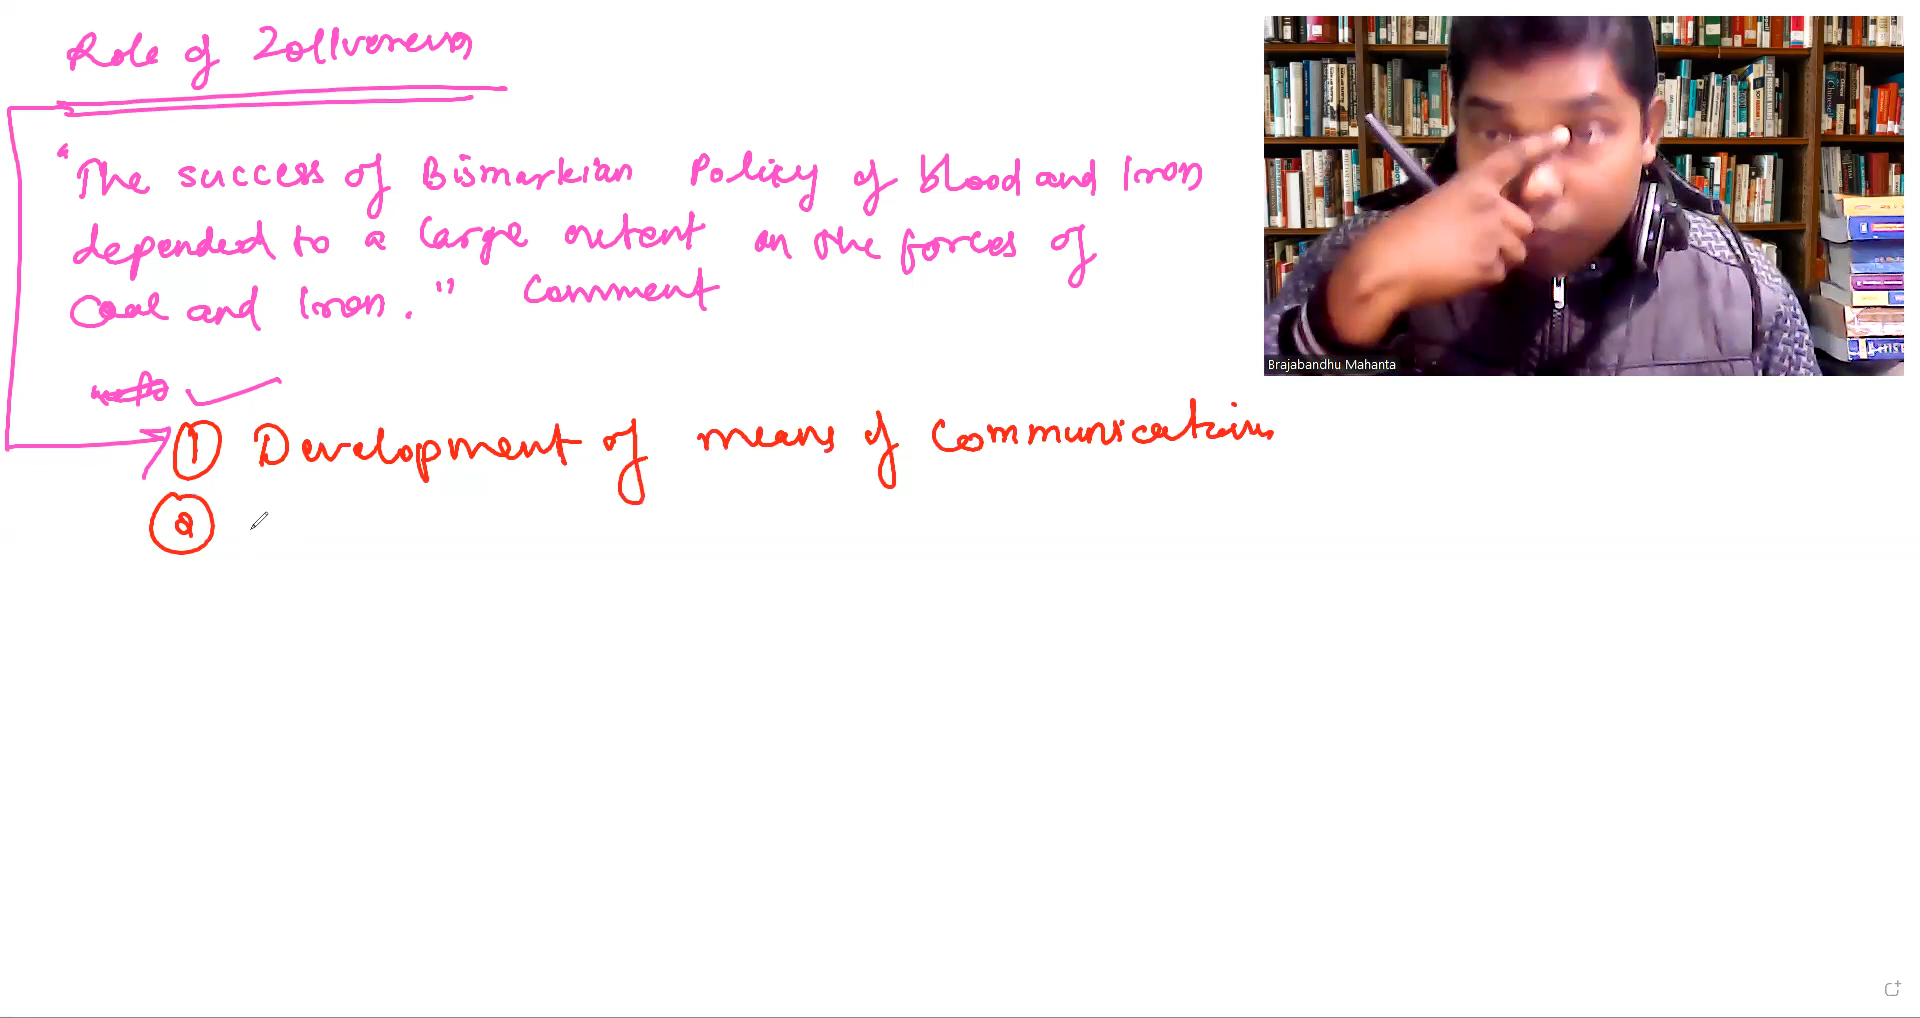 Role of Zollverein
"The success of Bismarkian Policy of blood and Iron
depended to a large extent on the forces of
Coal and Iron." Comment
① Development of means of Communications
②
Brajabandhu Mahanta